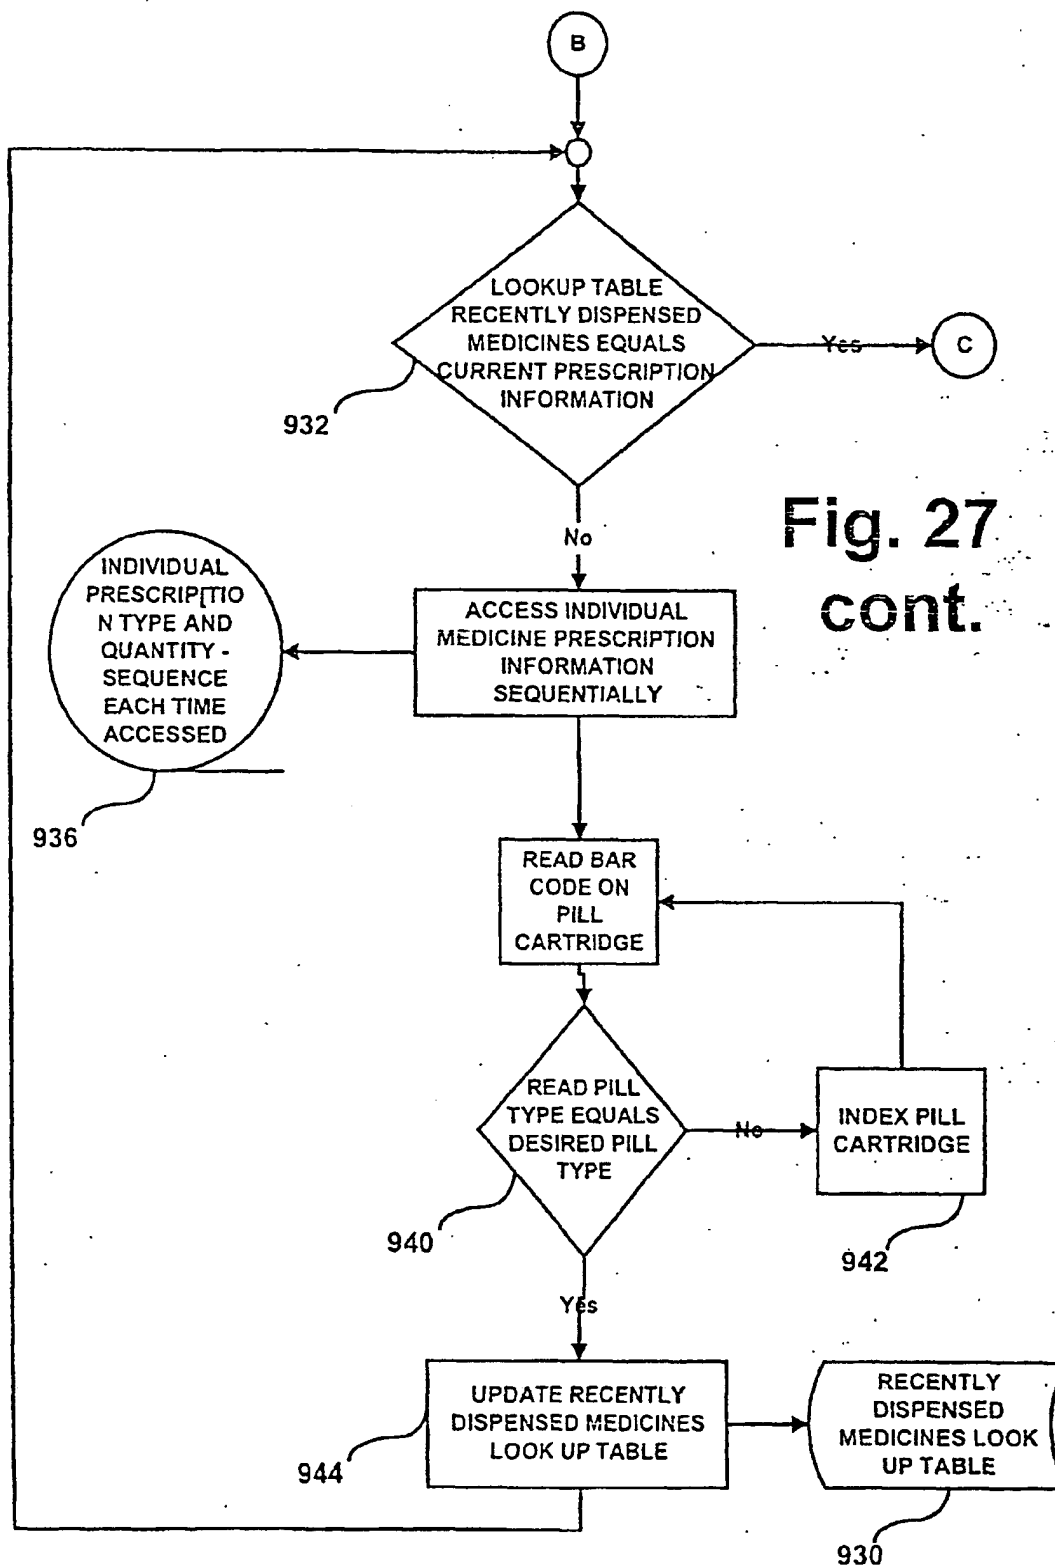 B
LOOKUP TABLE
RECENTLY DISPENSED
MEDICINES EQUALS
CURRENT PRESCRIPTION
INFORMATION
Yes
C
932
Fig. 27
cont.
No
INDIVIDUAL
PRESCRIP[TIO
N TYPE AND
QUANTITY -
SEQUENCE
EACH TIME
ACCESSED
ACCESS INDIVIDUAL
MEDICINE PRESCRIPTION
INFORMATION
SEQUENTIALLY
936
READ BAR
CODE ON
PILL
CARTRIDGE
READ PILL
TYPE EQUALS
DESIRED PILL
TYPE
No
INDEX PILL
CARTRIDGE
940
942
Yes
UPDATE RECENTLY
DISPENSED MEDICINES
LOOK UP TABLE
RECENTLY
DISPENSED
MEDICINES LOOK
UP TABLE
944
930